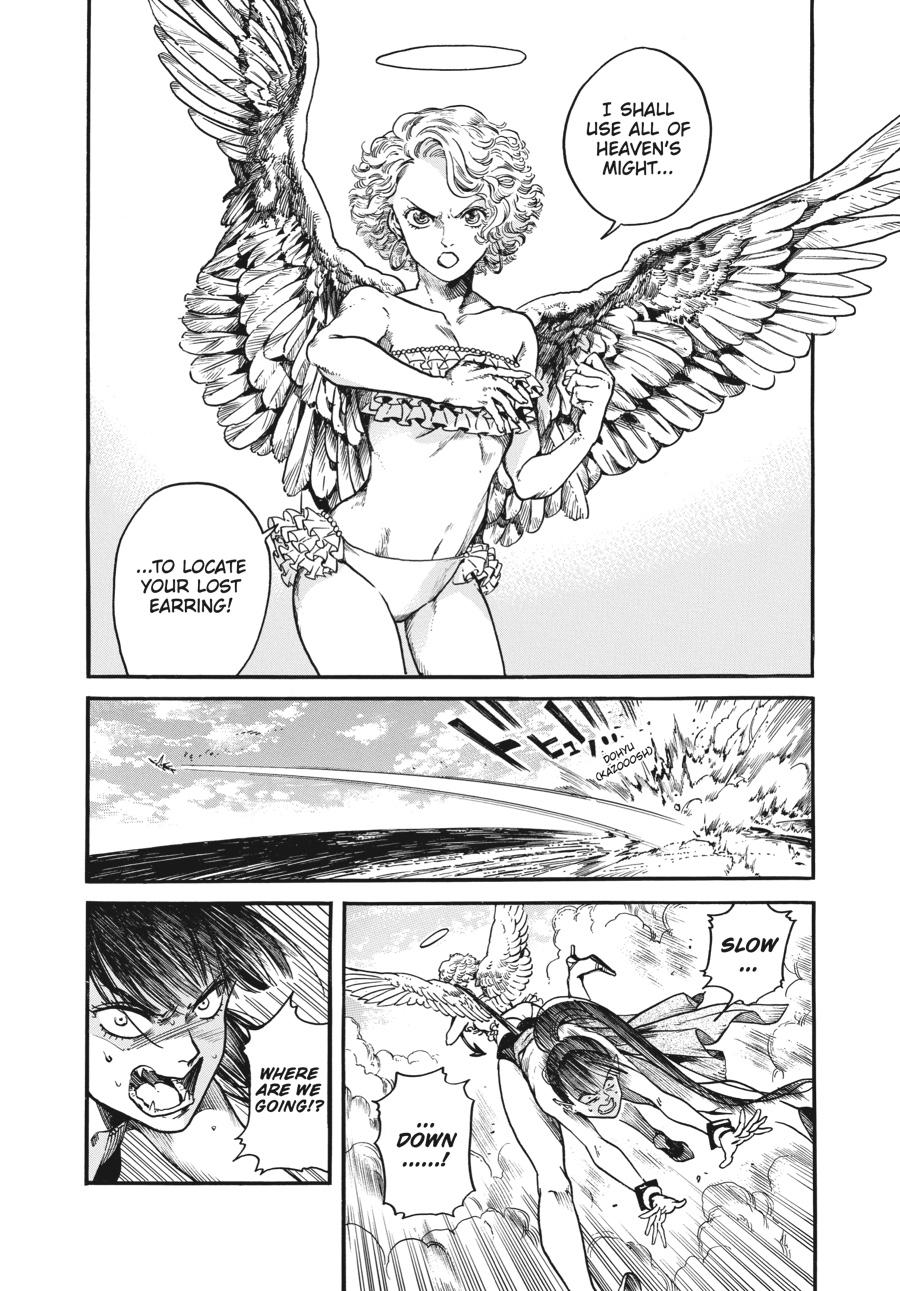 I SHALL
USE ALL OF
HEAVEN'S
MIGHT...
...TO LOCATE
YOUR LOST
EARRING!
ドヒュッ...
DOHYU
(KAZOOOSH)
SLOW
...
...
DOWN
......!
WHERE
ARE WE
GOING!?